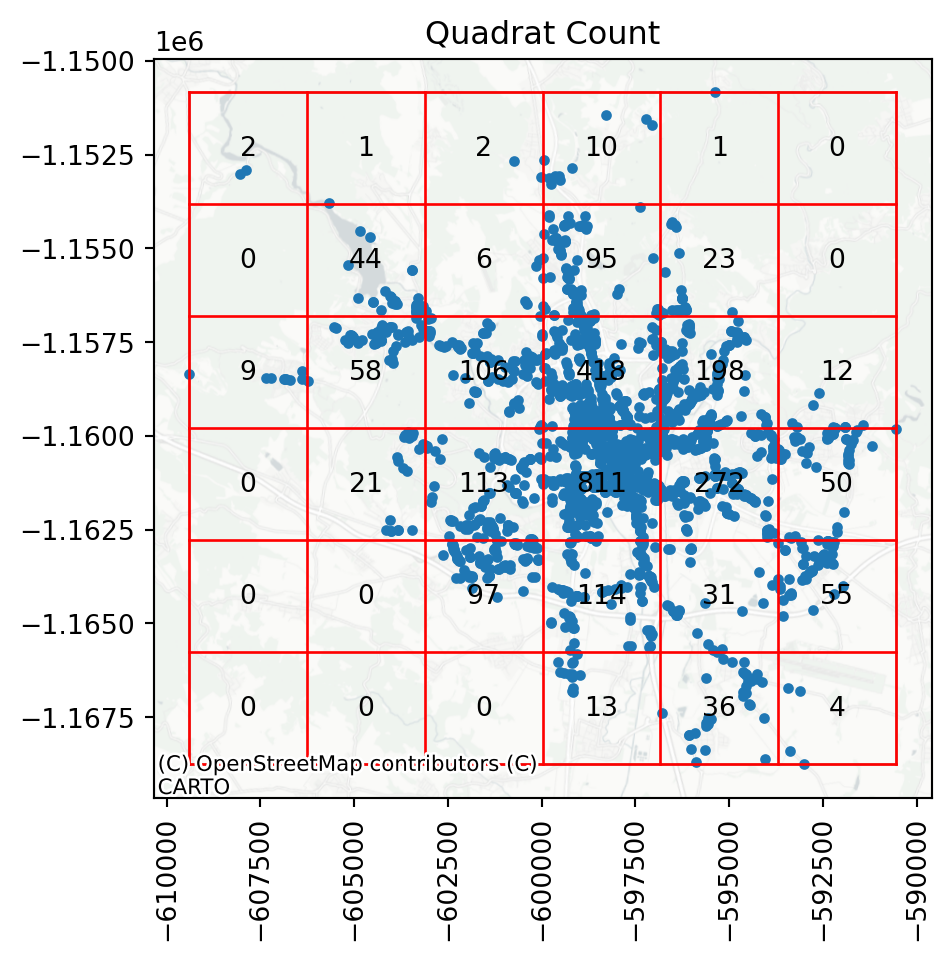 Quadrat Count
1e6
−1.1500
−1.1525
−1.1550
−1.1575
−1.1600
−1.1625
−1.1650
−1.1675
2 1 2 10 1 0
0 44 6 95 23 0
9 58 106 418 198 12
0 21 113 811 272 50
0 0 97 114 31 55
0 0 0 13 36 4
(C) OpenStreetMap contributors (C)
CARTO
−610000
−607500
−605000
−602500
−600000
−597500
−595000
−592500
−590000